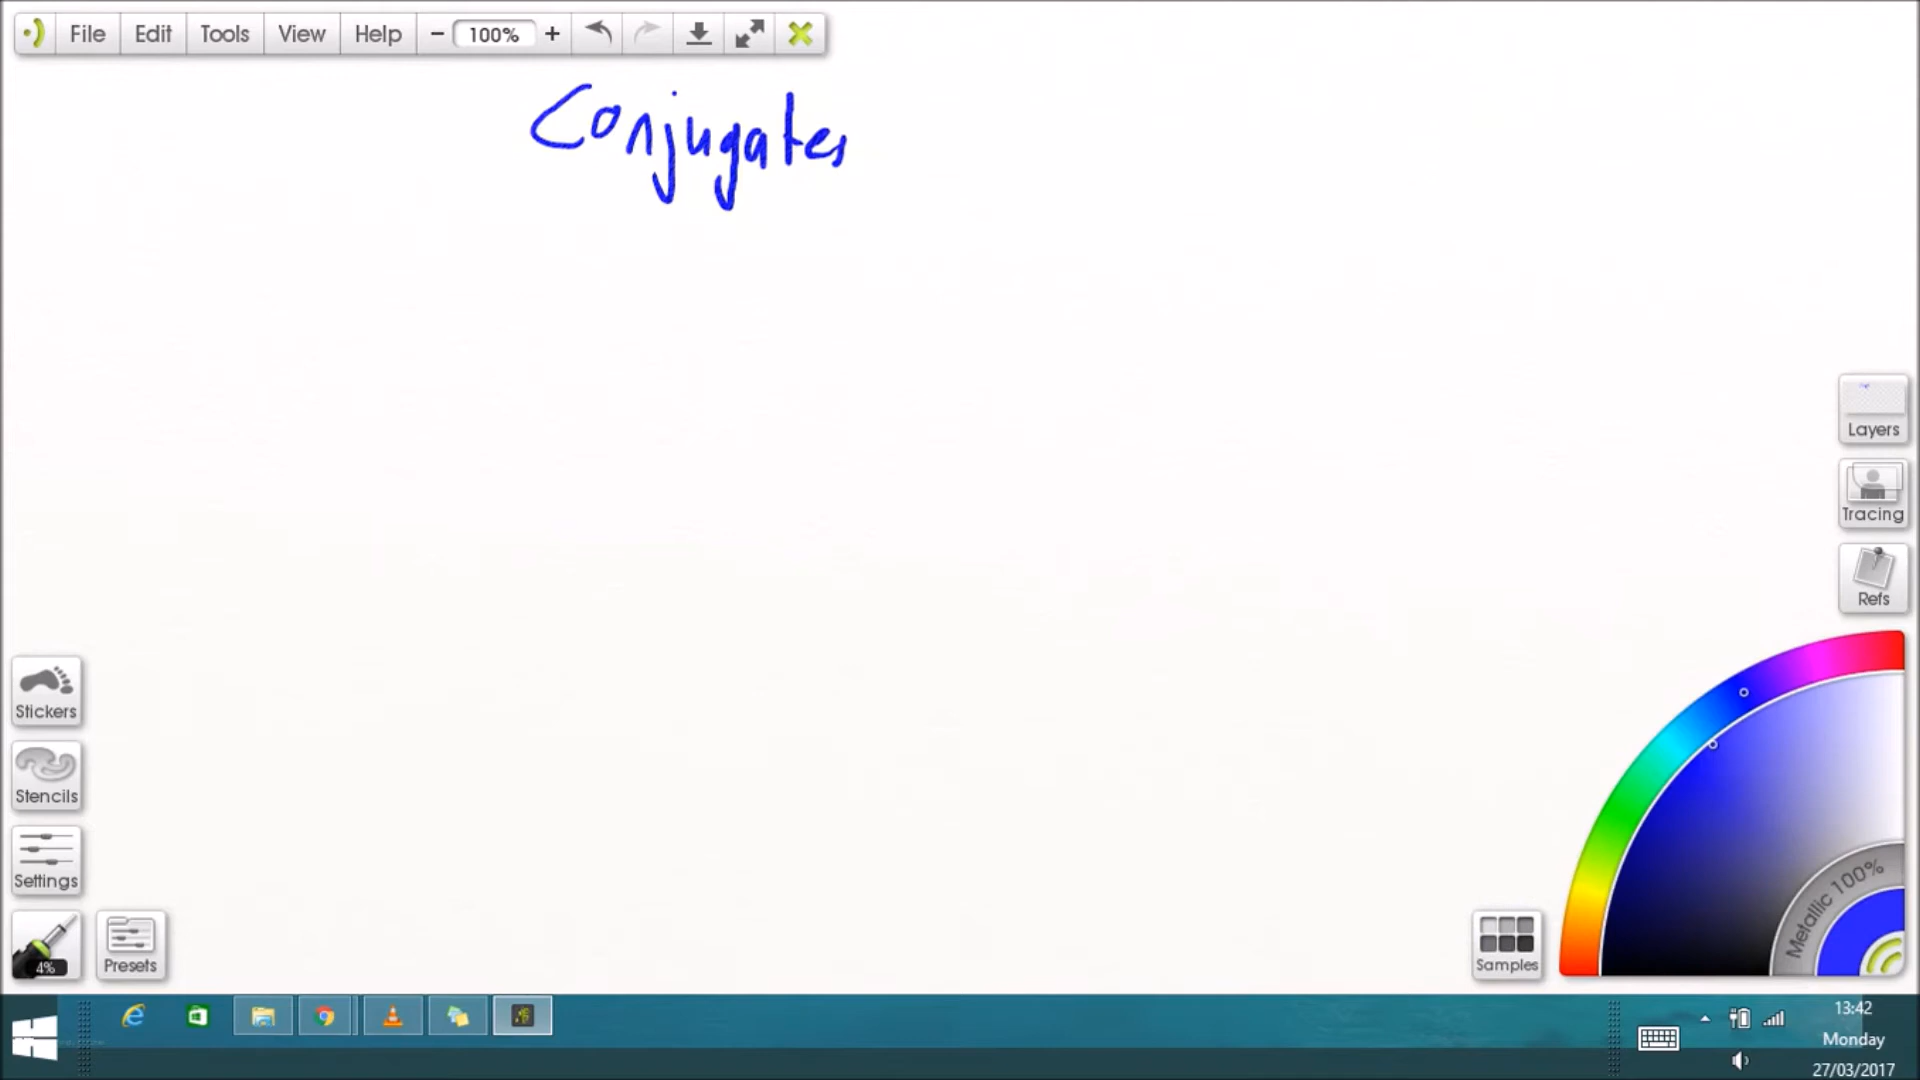 File Edit Tools View Help − 100% +
Conjugates
Layers
Tracing
Refs
Stickers
Stencils
Settings
4%
Presets
Metallic 100%
Samples
13:42
Monday
27/03/2017